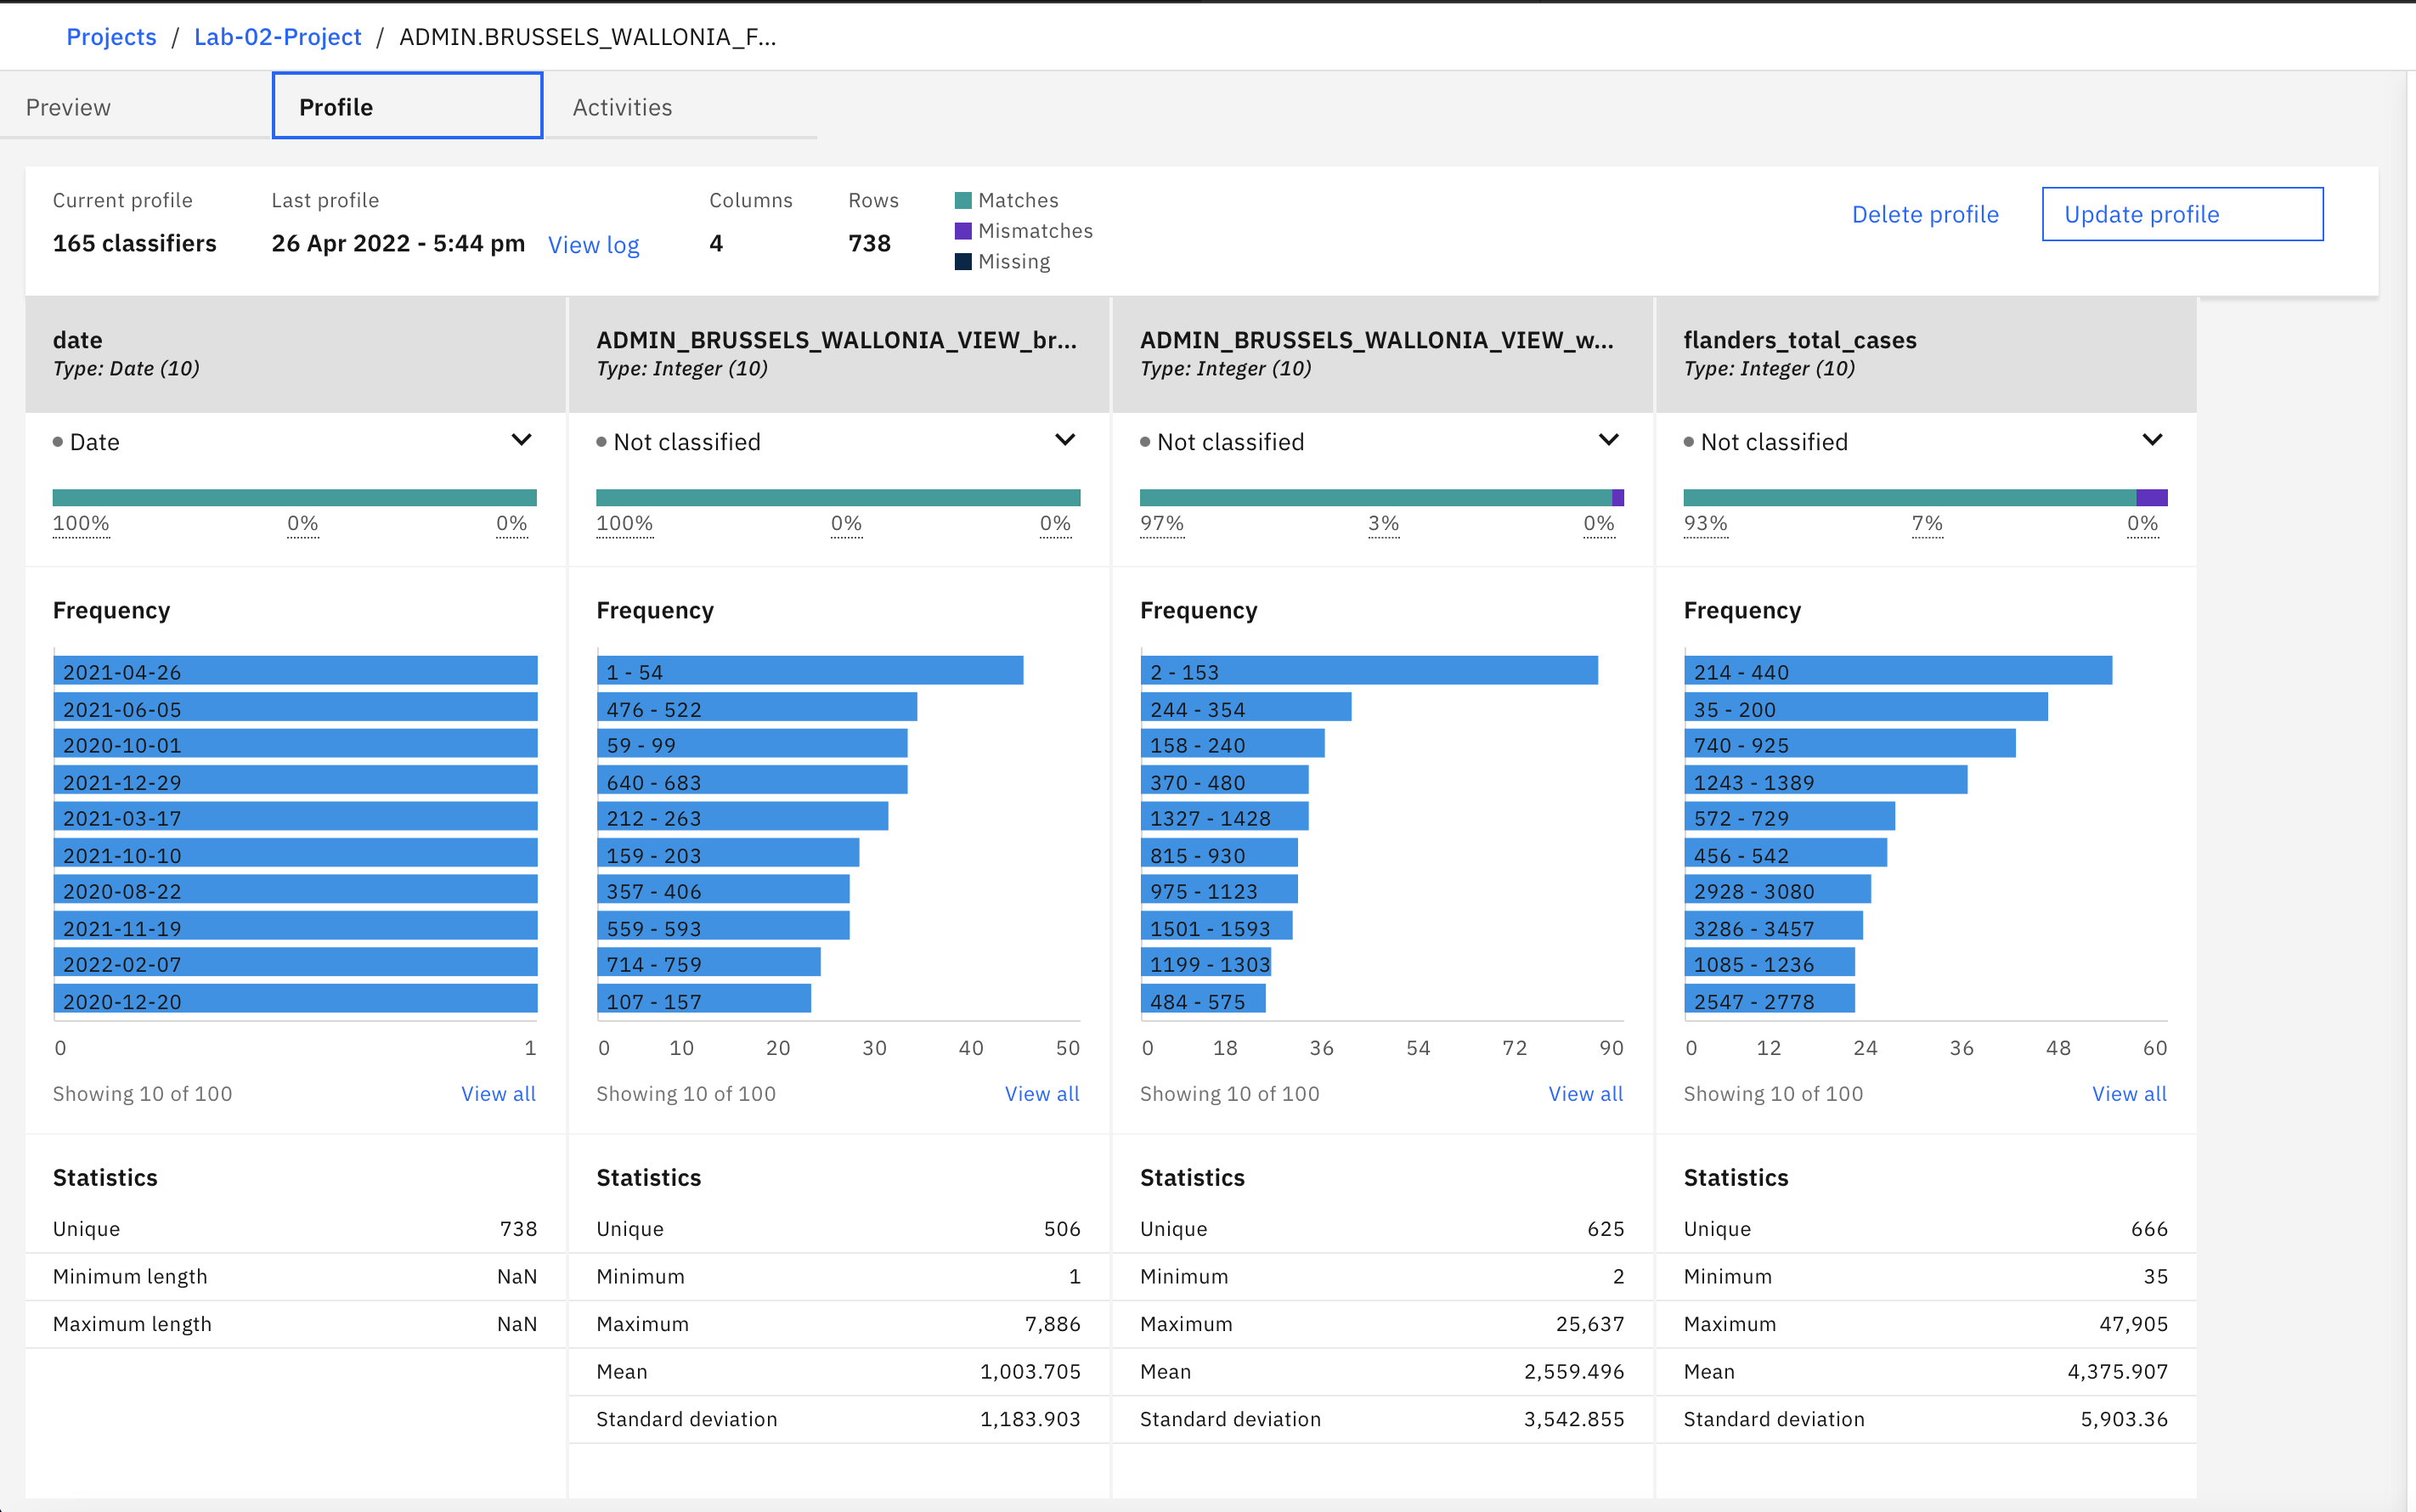 Projects / Lab-02-Project / ADMIN.BRUSSELS_WALLONIA_F...
Preview Profile Activities
Current profile
165 classifiers
Last profile
26 Apr 2022 - 5:44 pm View log
Columns
4
Rows
738
Matches
Mismatches
Missing
Delete profile Update profile
date
Type: Date (10)
Date
100% 0% 0%
Frequency
2021-04-26
2021-06-05
2020-10-01
2021-12-29
2021-03-17
2021-10-10
2020-08-22
2021-11-19
2022-02-07
2020-12-20
0 1
Showing 10 of 100 View all
Statistics
Unique 738
Minimum length NaN
Maximum length NaN
ADMIN_BRUSSELS_WALLONIA_VIEW_br...
Type: Integer (10)
Not classified
100% 0% 0%
Frequency
1 - 54
476 - 522
59 - 99
640 - 683
212 - 263
159 - 203
357 - 406
559 - 593
714 - 759
107 - 157
0 10 20 30 40 50
Showing 10 of 100 View all
Statistics
Unique 506
Minimum 1
Maximum 7,886
Mean 1,003.705
Standard deviation 1,183.903
ADMIN_BRUSSELS_WALLONIA_VIEW_w...
Type: Integer (10)
Not classified
97% 3% 0%
Frequency
2 - 153
244 - 354
158 - 240
370 - 480
1327 - 1428
815 - 930
975 - 1123
1501 - 1593
1199 - 1303
484 - 575
0 18 36 54 72 90
Showing 10 of 100 View all
Statistics
Unique 625
Minimum 2
Maximum 25,637
Mean 2,559.496
Standard deviation 3,542.855
flanders_total_cases
Type: Integer (10)
Not classified
93% 7% 0%
Frequency
214 - 440
35 - 200
740 - 925
1243 - 1389
572 - 729
456 - 542
2928 - 3080
3286 - 3457
1085 - 1236
2547 - 2778
0 12 24 36 48 60
Showing 10 of 100 View all
Statistics
Unique 666
Minimum 35
Maximum 47,905
Mean 4,375.907
Standard deviation 5,903.36